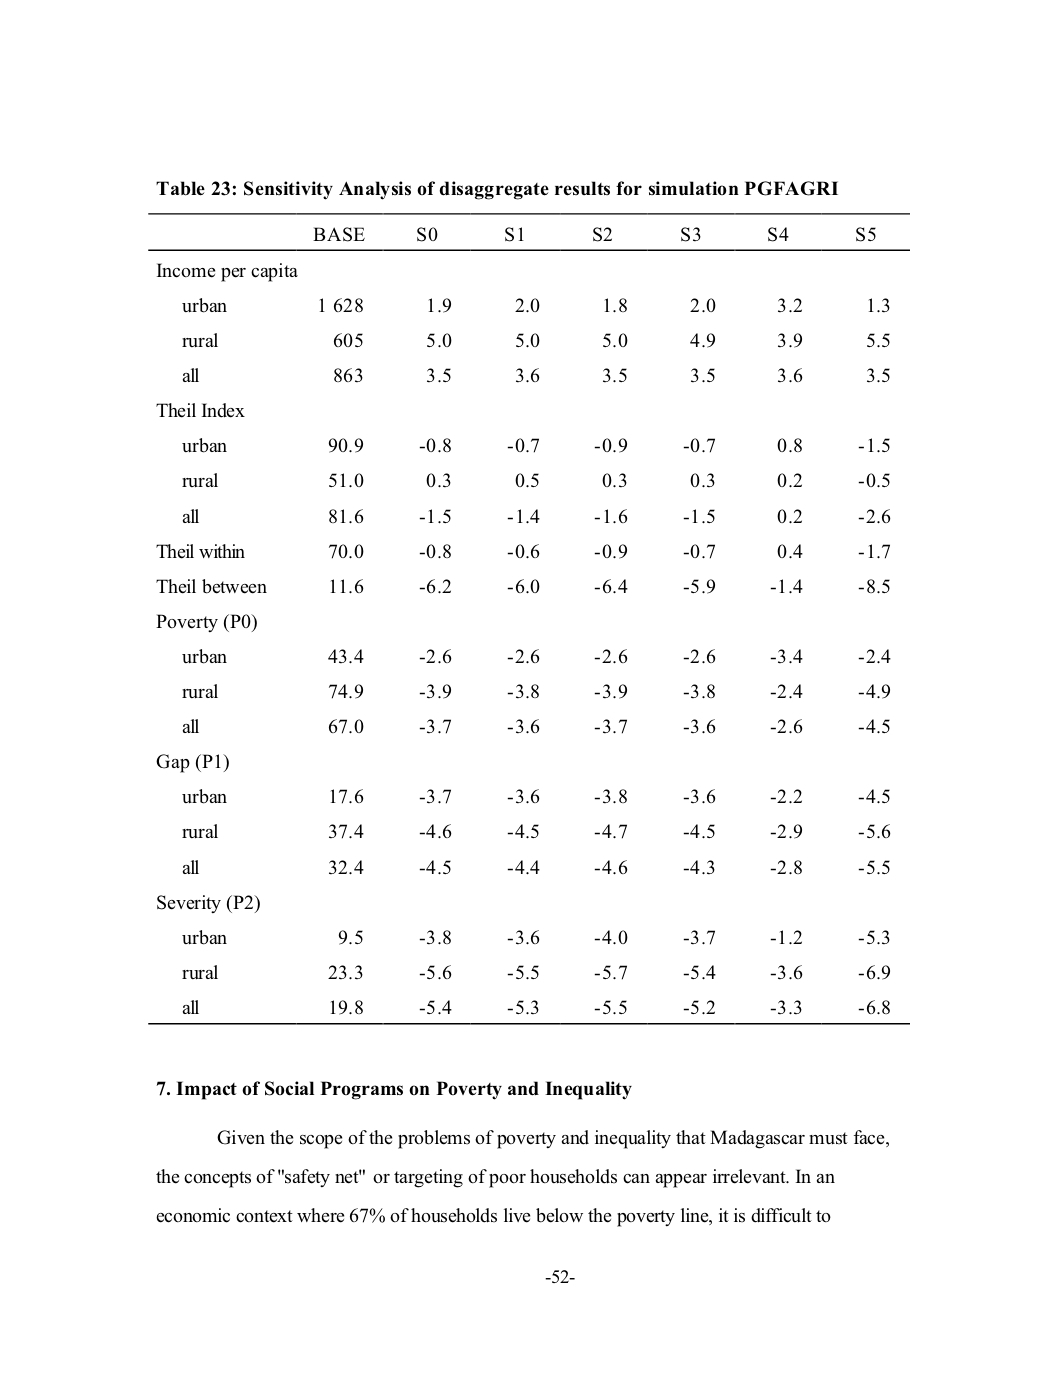 Table 23: Sensitivity Analysis of disaggregate results for simulation PGFAGRI
BASE S0 S1 S2 S3 S4 S5
Income per capita
urban 1 628 1.9 2.0 1.8 2.0 3.2 1.3
rural 605 5.0 5.0 5.0 4.9 3.9 5.5
all 863 3.5 3.6 3.5 3.5 3.6 3.5
Theil Index
urban 90.9 -0.8 -0.7 -0.9 -0.7 0.8 -1.5
rural 51.0 0.3 0.5 0.3 0.3 0.2 -0.5
all 81.6 -1.5 -1.4 -1.6 -1.5 0.2 -2.6
Theil within 70.0 -0.8 -0.6 -0.9 -0.7 0.4 -1.7
Theil between 11.6 -6.2 -6.0 -6.4 -5.9 -1.4 -8.5
Poverty (P0)
urban 43.4 -2.6 -2.6 -2.6 -2.6 -3.4 -2.4
rural 74.9 -3.9 -3.8 -3.9 -3.8 -2.4 -4.9
all 67.0 -3.7 -3.6 -3.7 -3.6 -2.6 -4.5
Gap (P1)
urban 17.6 -3.7 -3.6 -3.8 -3.6 -2.2 -4.5
rural 37.4 -4.6 -4.5 -4.7 -4.5 -2.9 -5.6
all 32.4 -4.5 -4.4 -4.6 -4.3 -2.8 -5.5
Severity (P2)
urban 9.5 -3.8 -3.6 -4.0 -3.7 -1.2 -5.3
rural 23.3 -5.6 -5.5 -5.7 -5.4 -3.6 -6.9
all 19.8 -5.4 -5.3 -5.5 -5.2 -3.3 -6.8
7. Impact of Social Programs on Poverty and Inequality
Given the scope of the problems of poverty and inequality that Madagascar must face,
the concepts of "safety net" or targeting of poor households can appear irrelevant. In an
economic context where 67% of households live below the poverty line, it is difficult to
-52-